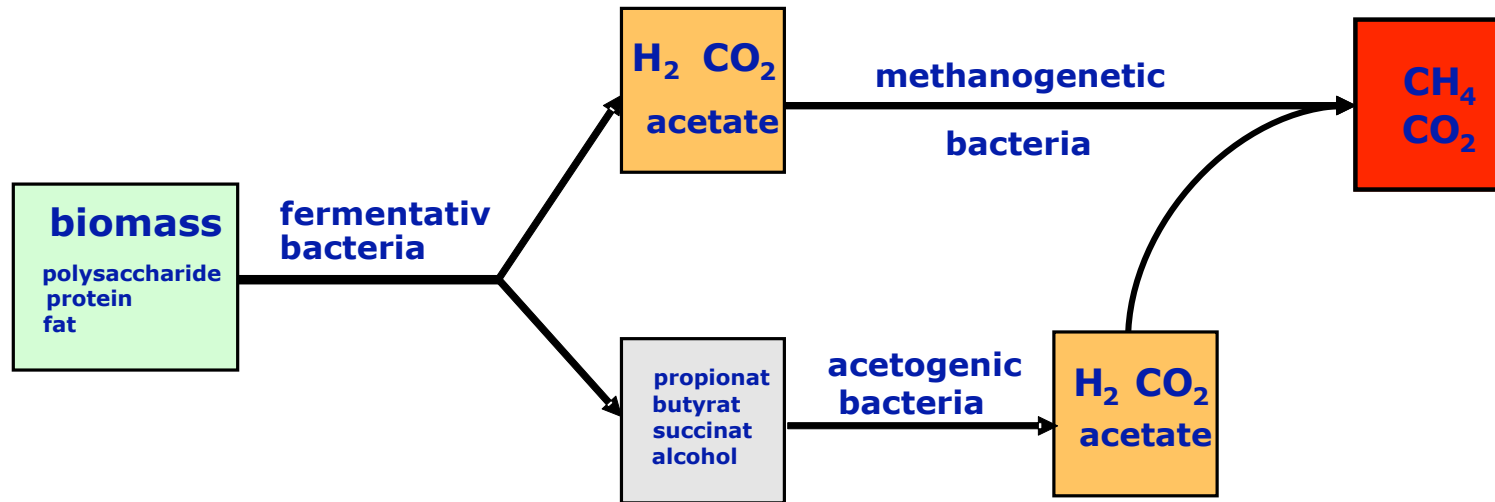 biomass
polysaccharide
protein
fat
fermentativ
bacteria
H₂ CO₂
acetate
methanogenetic
bacteria
CH₄
CO₂
propionat
butyrat
succinat
alcohol
acetogenic
bacteria
H₂ CO₂
acetate